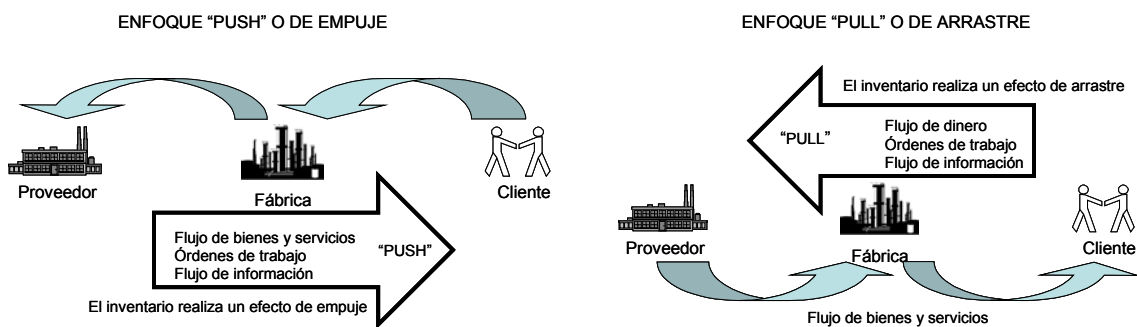 ENFOQUE "PUSH" O DE EMPUJE
Proveedor
Fábrica
Cliente
Flujo de bienes y servicios
Órdenes de trabajo
Flujo de información
"PUSH"
El inventario realiza un efecto de empuje
ENFOQUE "PULL" O DE ARRASTRE
El inventario realiza un efecto de arrastre
"PULL"
Flujo de dinero
Órdenes de trabajo
Flujo de información
Proveedor
Fábrica
Cliente
Flujo de bienes y servicios